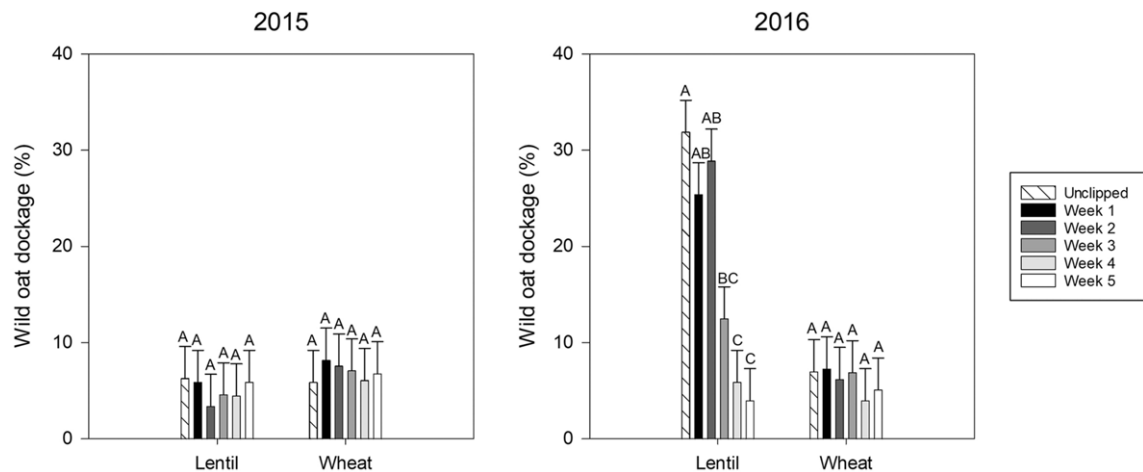 2015
40
30
20
10
0
Wild oat dockage (%)
A A A A A A
A A A A A A
Lentil Wheat
2016
40
30
20
10
0
Wild oat dockage (%)
A AB AB BC C C
A A A A A A
Lentil Wheat
Unclipped
Week 1
Week 2
Week 3
Week 4
Week 5